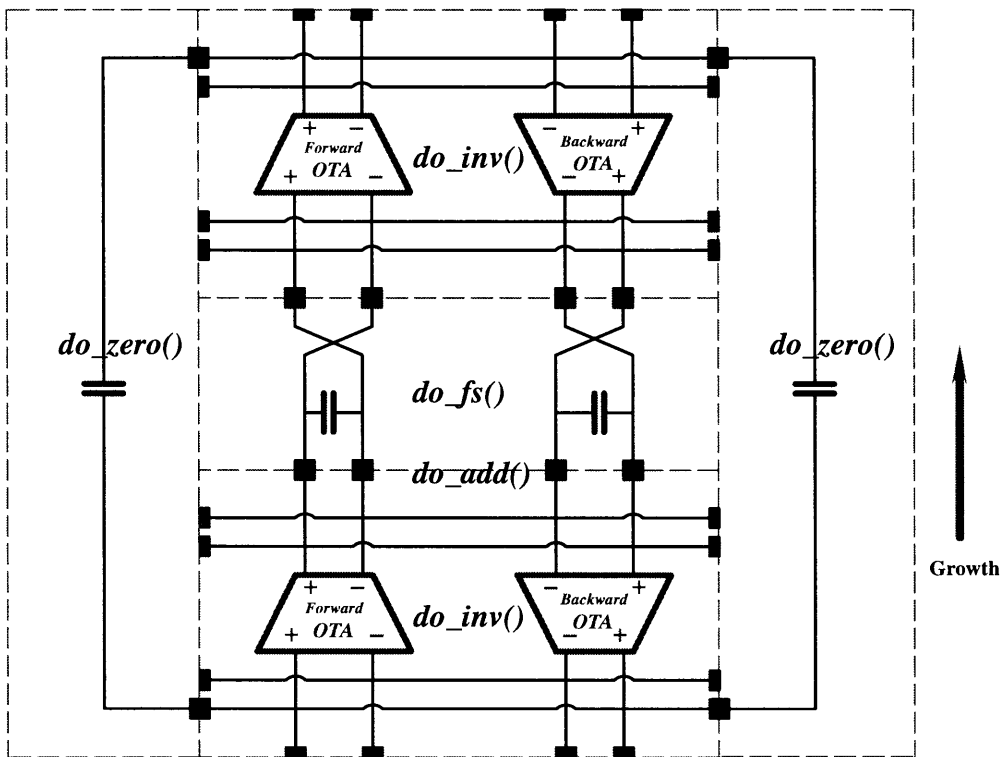 + −
Forward
OTA
+ −
do_inv()
− +
Backward
OTA
− +
do_zero()
do_zero()
do_fs()
do_add()
Growth
+ −
Forward
OTA
+ −
do_inv()
− +
Backward
OTA
− +